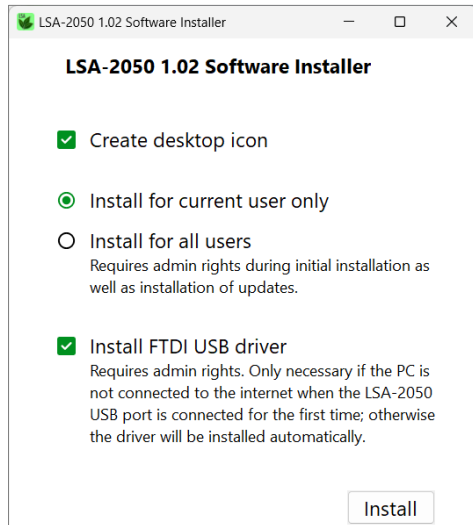 LSA-2050 1.02 Software Installer
LSA-2050 1.02 Software Installer
Create desktop icon
Install for current user only
Install for all users
Requires admin rights during initial installation as
well as installation of updates.
Install FTDI USB driver
Requires admin rights. Only necessary if the PC is
not connected to the internet when the LSA-2050
USB port is connected for the first time; otherwise
the driver will be installed automatically.
Install